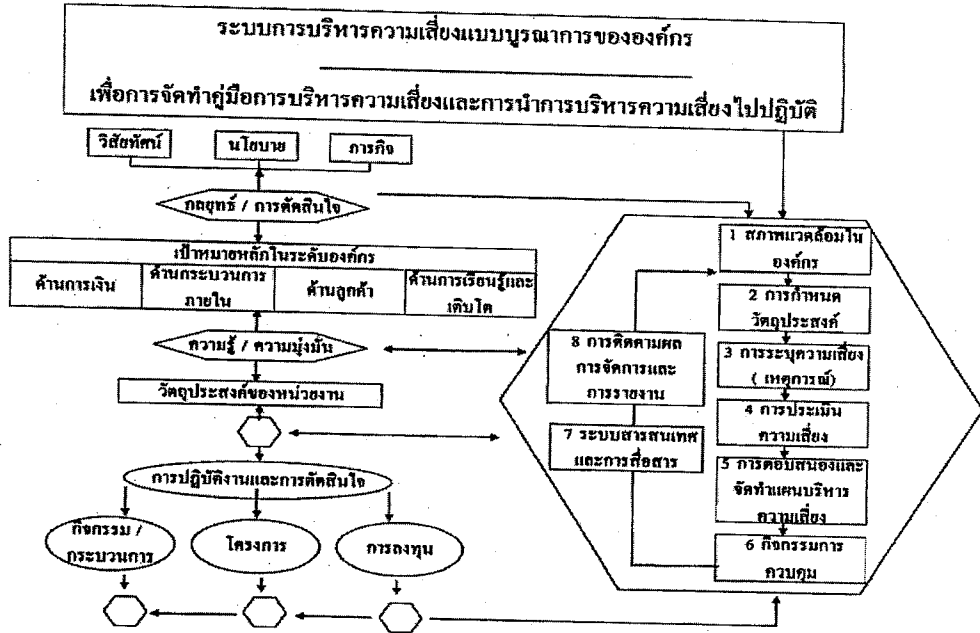 ระบบการบริหารความเสี่ยงแบบบูรณาการขององค์กร
เพื่อการจัดทำคู่มือการบริหารความเสี่ยงและการนำการบริหารความเสี่ยงไปปฏิบัติ
วิสัยทัศน์
นโยบาย
ภารกิจ
กลยุทธ์ / การตัดสินใจ
เป้าหมายหลักในระดับองค์กร
ด้านการเงิน
ด้านกระบวนการ
ภายใน
ด้านลูกค้า
ด้านการเรียนรู้และ
เติบโต
ความรู้ / ความมุ่งมั่น
วัตถุประสงค์ของหน่วยงาน
การปฏิบัติงานและการตัดสินใจ
กิจกรรม /
กระบวนการ
โครงการ
การลงทุน
1 สภาพแวดล้อมใน
องค์กร
2 การกำหนด
วัตถุประสงค์
3 การระบุความเสี่ยง
( เหตุการณ์)
4 การประเมิน
ความเสี่ยง
5 การตอบสนองและ
จัดทำแผนบริหาร
ความเสี่ยง
6 กิจกรรมการ
ควบคุม
7 ระบบสารสนเทศ
และการสื่อสาร
8 การติดตามผล
การจัดการและ
การรายงาน